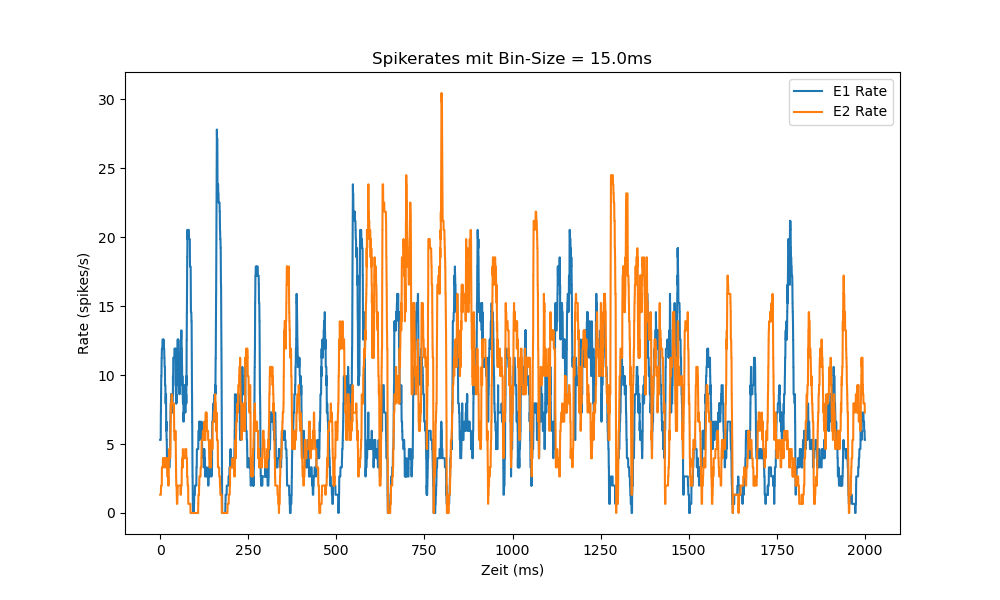 Spikerates mit Bin-Size = 15.0ms
E1 Rate
E2 Rate
Rate (spikes/s)
30
25
20
15
10
5
0
0 250 500 750 1000 1250 1500 1750 2000
Zeit (ms)